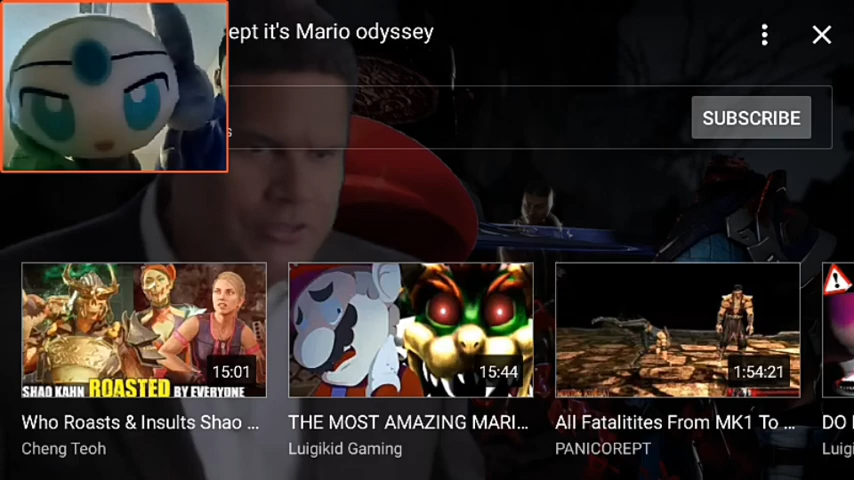 ept it's Mario odyssey
s
SUBSCRIBE
15:01
SHAO KAHN ROASTED BY EVERYONE
15:44
1:54:21
Who Roasts & Insults Shao ...
Cheng Teoh
THE MOST AMAZING MARI...
Luigikid Gaming
All Fatalitites From MK1 To ...
PANICOREPT
DO
Luigi